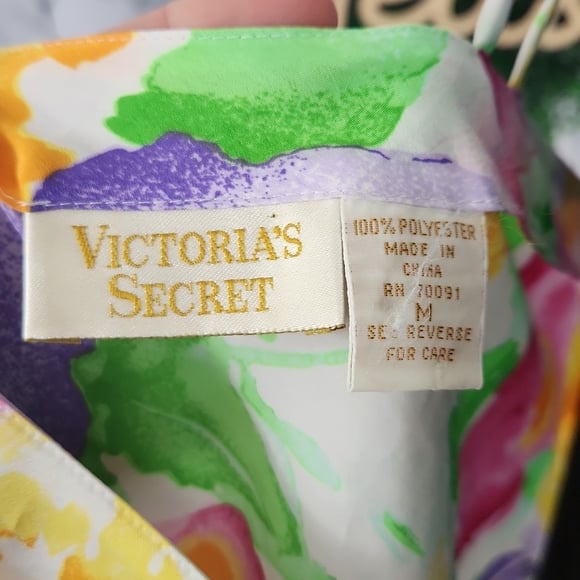 VICTORIA'S
SECRET
100% POLYESTER
MADE IN
CHINA
RN 70091
M
SEE REVERSE
FOR CARE